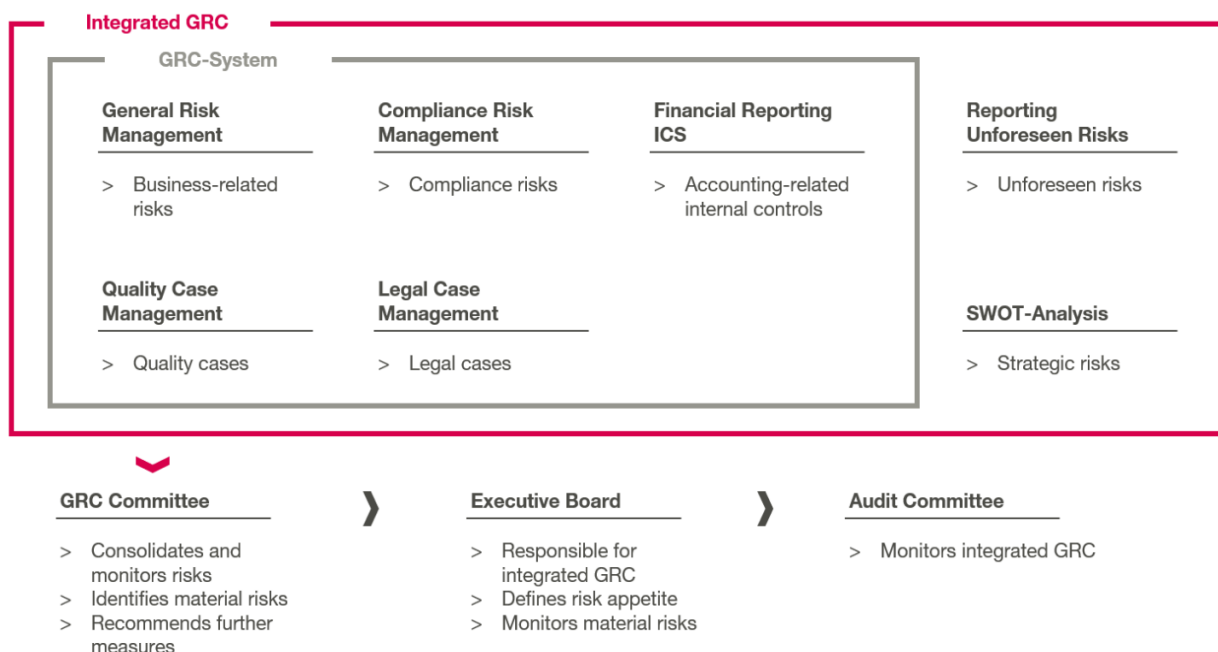 Integrated GRC
GRC-System
General Risk
Management
> Business-related
risks
Compliance Risk
Management
> Compliance risks
Financial Reporting
ICS
> Accounting-related
internal controls
Reporting
Unforeseen Risks
> Unforeseen risks
Quality Case
Management
> Quality cases
Legal Case
Management
> Legal cases
SWOT-Analysis
> Strategic risks
GRC Committee
> Consolidates and
monitors risks
> Identifies material risks
> Recommends further
measures
Executive Board
> Responsible for
integrated GRC
> Defines risk appetite
> Monitors material risks
Audit Committee
> Monitors integrated GRC